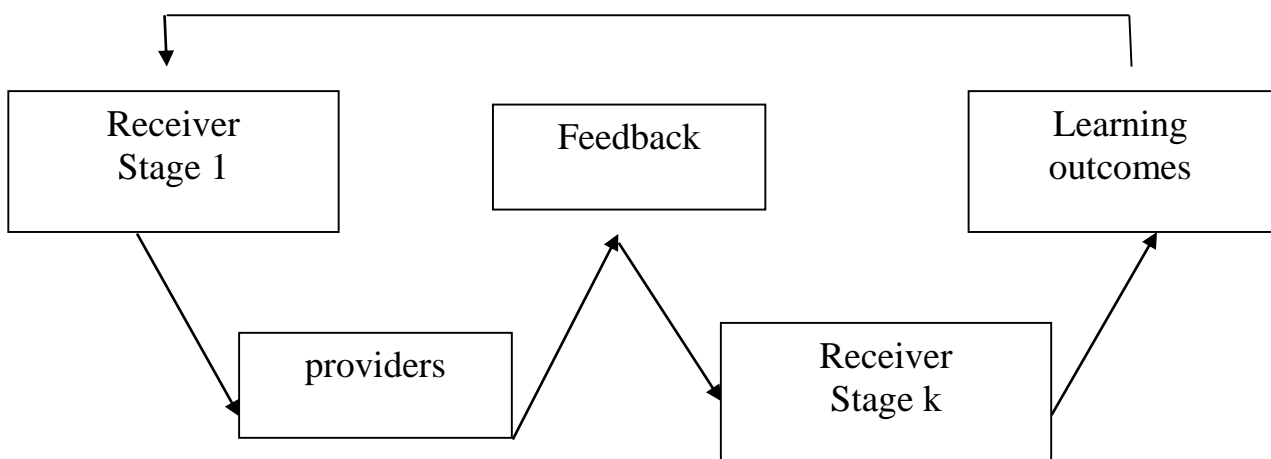 Receiver
Stage 1
Feedback
Learning
outcomes
providers
Receiver
Stage k